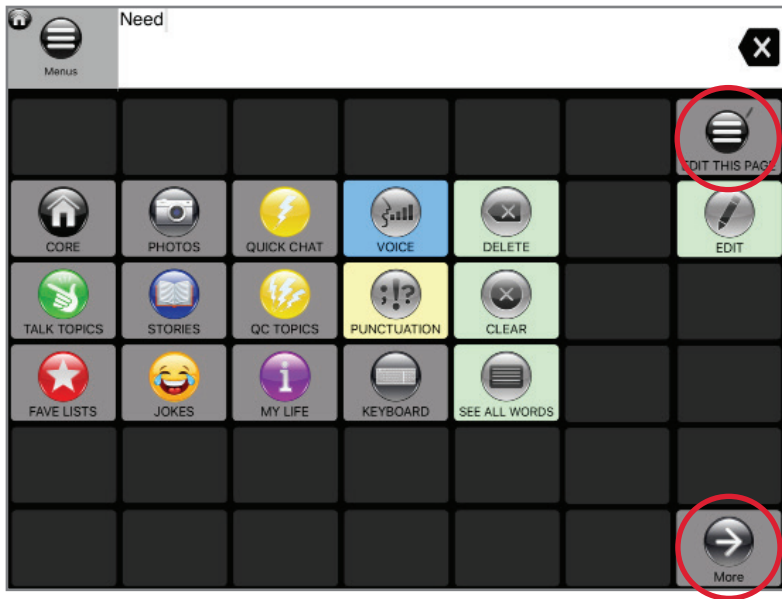 Need
Menus
EDIT THIS PAGE
CORE
PHOTOS
QUICK CHAT
VOICE
DELETE
EDIT
TALK TOPICS
STORIES
QC TOPICS
;!?
PUNCTUATION
CLEAR
FAVE LISTS
JOKES
i
MY LIFE
KEYBOARD
SEE ALL WORDS
More